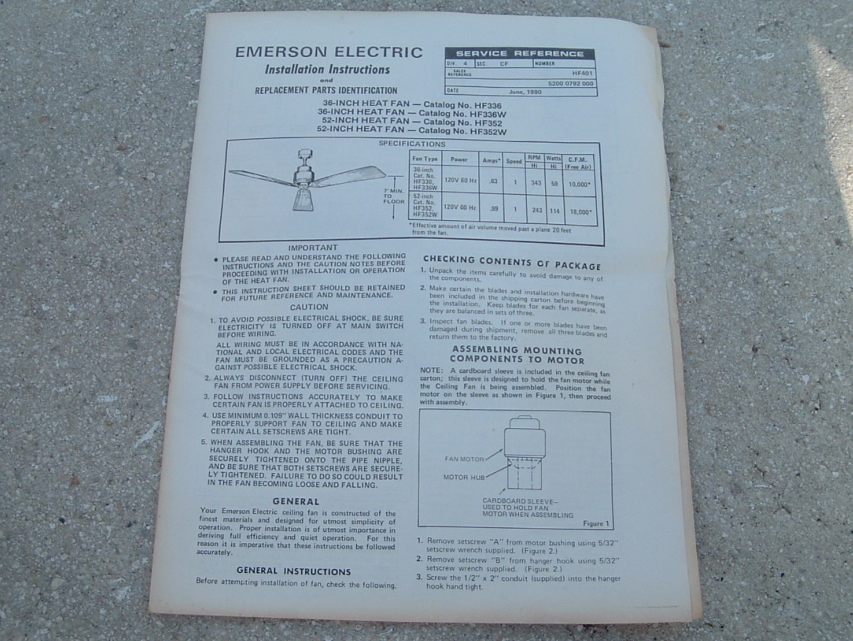 EMERSON ELECTRIC
Installation Instructions
and
REPLACEMENT PARTS IDENTIFICATION
SERVICE REFERENCE
DIV. 4 SEC. CF NUMBER
SALES REFERENCE HF401
5200 0792 000
DATE June, 1980
36-INCH HEAT FAN — Catalog No. HF336
36-INCH HEAT FAN — Catalog No. HF336W
52-INCH HEAT FAN — Catalog No. HF352
52-INCH HEAT FAN — Catalog No. HF352W
SPECIFICATIONS
7' MIN.
TO
FLOOR
Fan Type Power Amps* Speed RPM Hi Watts Hi C.F.M. (Free Air)
36-inch
Cat. No.
HF336,
HF336W
120V 60 Hz .63 1 343 59 10,000*
52-inch
Cat. No.
HF352,
HF352W
120V 60 Hz .99 1 243 114 18,000*
*Effective amount of air volume moved past a plane 20 feet
from the fan.
IMPORTANT
• PLEASE READ AND UNDERSTAND THE FOLLOWING
INSTRUCTIONS AND THE CAUTION NOTES BEFORE
PROCEEDING WITH INSTALLATION OR OPERATION
OF THE HEAT FAN.
• THIS INSTRUCTION SHEET SHOULD BE RETAINED
FOR FUTURE REFERENCE AND MAINTENANCE.
CAUTION
1. TO AVOID POSSIBLE ELECTRICAL SHOCK, BE SURE
ELECTRICITY IS TURNED OFF AT MAIN SWITCH
BEFORE WIRING.
ALL WIRING MUST BE IN ACCORDANCE WITH NA-
TIONAL AND LOCAL ELECTRICAL CODES AND THE
FAN MUST BE GROUNDED AS A PRECAUTION A-
GAINST POSSIBLE ELECTRICAL SHOCK.
2. ALWAYS DISCONNECT (TURN OFF) THE CEILING
FAN FROM POWER SUPPLY BEFORE SERVICING.
3. FOLLOW INSTRUCTIONS ACCURATELY TO MAKE
CERTAIN FAN IS PROPERLY ATTACHED TO CEILING.
4. USE MINIMUM 0.109" WALL THICKNESS CONDUIT TO
PROPERLY SUPPORT FAN TO CEILING AND MAKE
CERTAIN ALL SETSCREWS ARE TIGHT.
5. WHEN ASSEMBLING THE FAN, BE SURE THAT THE
HANGER HOOK AND THE MOTOR BUSHING ARE
SECURELY TIGHTENED ONTO THE PIPE NIPPLE,
AND BE SURE THAT BOTH SETSCREWS ARE SECURE-
LY TIGHTENED. FAILURE TO DO SO COULD RESULT
IN THE FAN BECOMING LOOSE AND FALLING.
GENERAL
Your Emerson Electric ceiling fan is constructed of the
finest materials and designed for utmost simplicity of
operation. Proper installation is of utmost importance in
deriving full efficiency and quiet operation. For this
reason it is imperative that these instructions be followed
accurately.
GENERAL INSTRUCTIONS
Before attempting installation of fan, check the following.
CHECKING CONTENTS OF PACKAGE
1. Unpack the items carefully to avoid damage to any of
the components.
2. Make certain the blades and installation hardware have
been included in the shipping carton before beginning
the installation. Keep blades for each fan separate, as
they are balanced in sets of three.
3. Inspect fan blades. If one or more blades have been
damaged during shipment, remove all three blades and
return them to the factory.
ASSEMBLING MOUNTING
COMPONENTS TO MOTOR
NOTE: A cardboard sleeve is included in the ceiling fan
carton; this sleeve is designed to hold the fan motor while
the Ceiling Fan is being assembled. Position the fan
motor on the sleeve as shown in Figure 1, then proceed
with assembly.
FAN MOTOR
MOTOR HUB
CARDBOARD SLEEVE—
USED TO HOLD FAN
MOTOR WHEN ASSEMBLING
Figure 1
1. Remove setscrew "A" from motor bushing using 5/32"
setscrew wrench supplied. (Figure 2.)
2. Remove setscrew "B" from hanger hook using 5/32"
setscrew wrench supplied. (Figure 2.)
3. Screw the 1/2" x 2" conduit (supplied) into the hanger
hook hand tight.